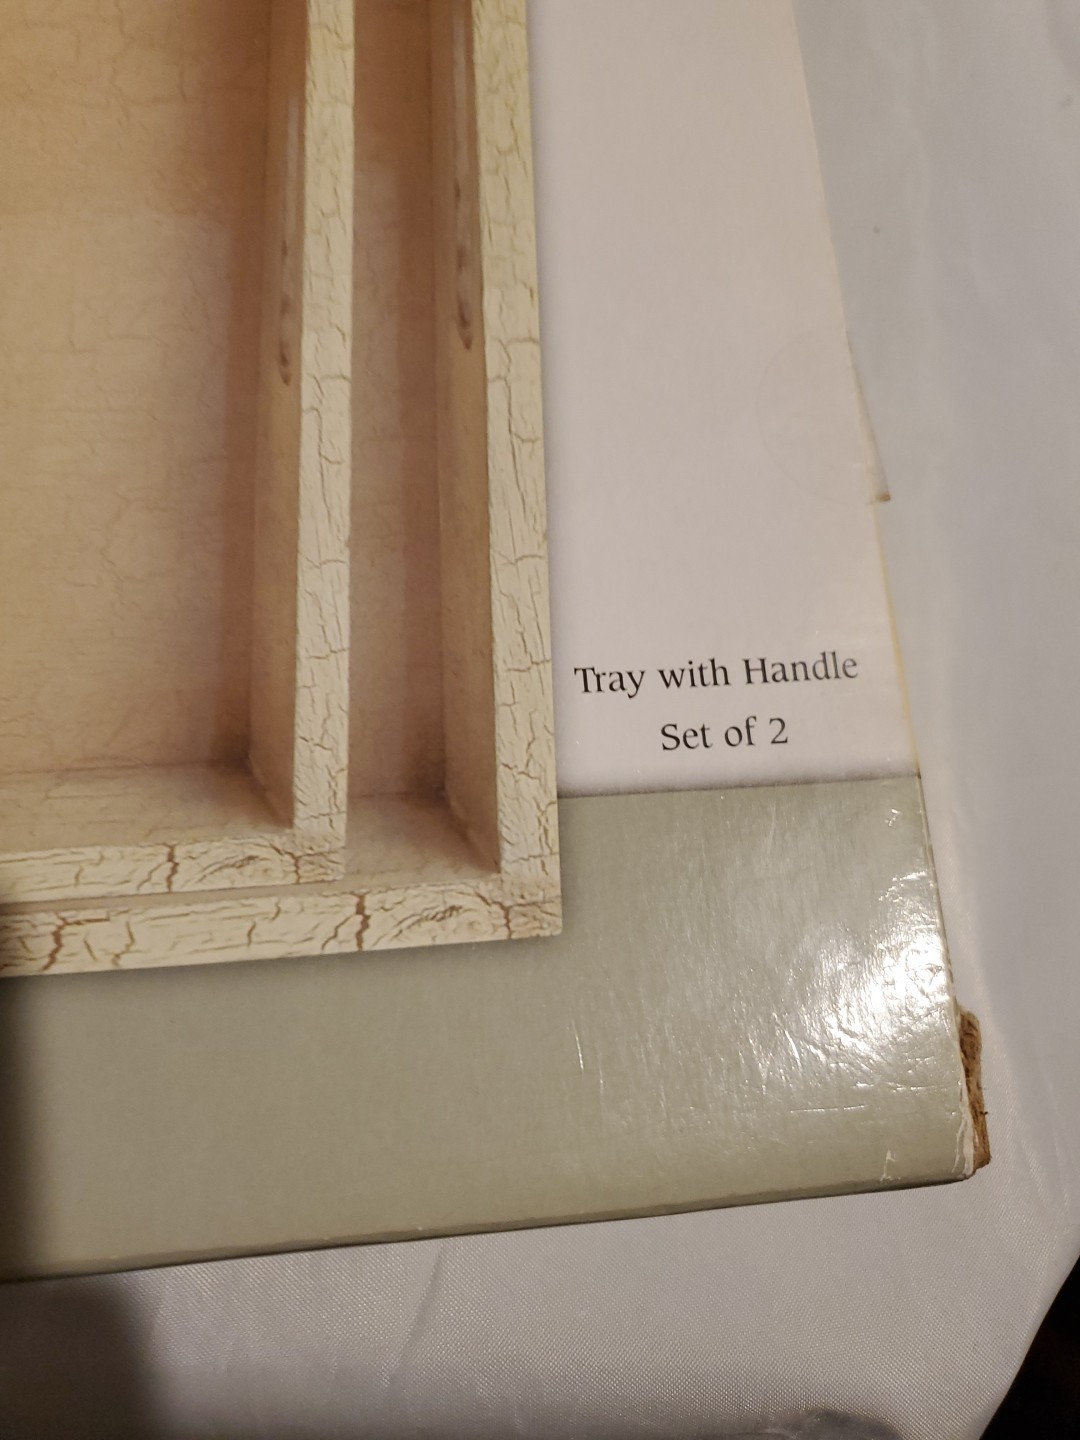 Tray with Handle
Set of 2